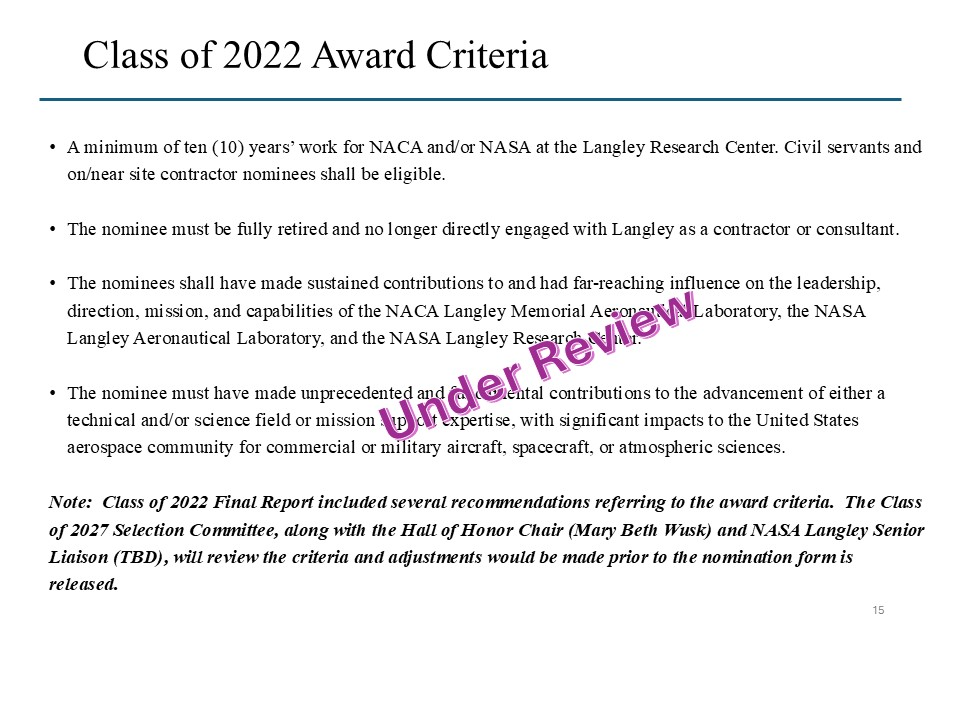 Class of 2022 Award Criteria
• A minimum of ten (10) years’ work for NACA and/or NASA at the Langley Research Center. Civil servants and
on/near site contractor nominees shall be eligible.
• The nominee must be fully retired and no longer directly engaged with Langley as a contractor or consultant.
• The nominees shall have made sustained contributions to and had far-reaching influence on the leadership,
direction, mission, and capabilities of the NACA Langley Memorial Aeronautical Laboratory, the NASA
Langley Aeronautical Laboratory, and the NASA Langley Research Center.
• The nominee must have made unprecedented and fundamental contributions to the advancement of either a
technical and/or science field or mission support expertise, with significant impacts to the United States
aerospace community for commercial or military aircraft, spacecraft, or atmospheric sciences.
Under Review
Note:  Class of 2022 Final Report included several recommendations referring to the award criteria.  The Class
of 2027 Selection Committee, along with the Hall of Honor Chair (Mary Beth Wusk) and NASA Langley Senior
Liaison (TBD), will review the criteria and adjustments would be made prior to the nomination form is
released.
15